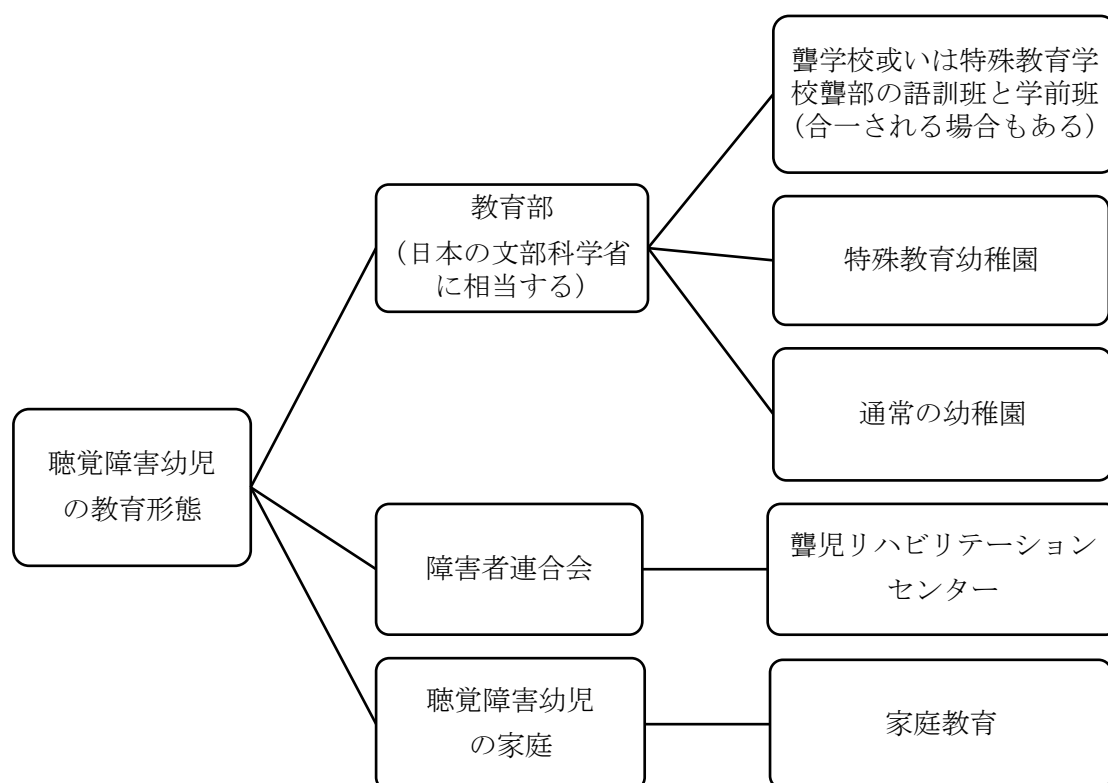 聾学校或いは特殊教育学
校聾部の語訓班と学前班
（合一される場合もある）
教育部
（日本の文部科学省
に相当する）
特殊教育幼稚園
通常の幼稚園
聴覚障害幼児
の教育形態
障害者連合会
聾児リハビリテーション
センター
聴覚障害幼児
の家庭
家庭教育